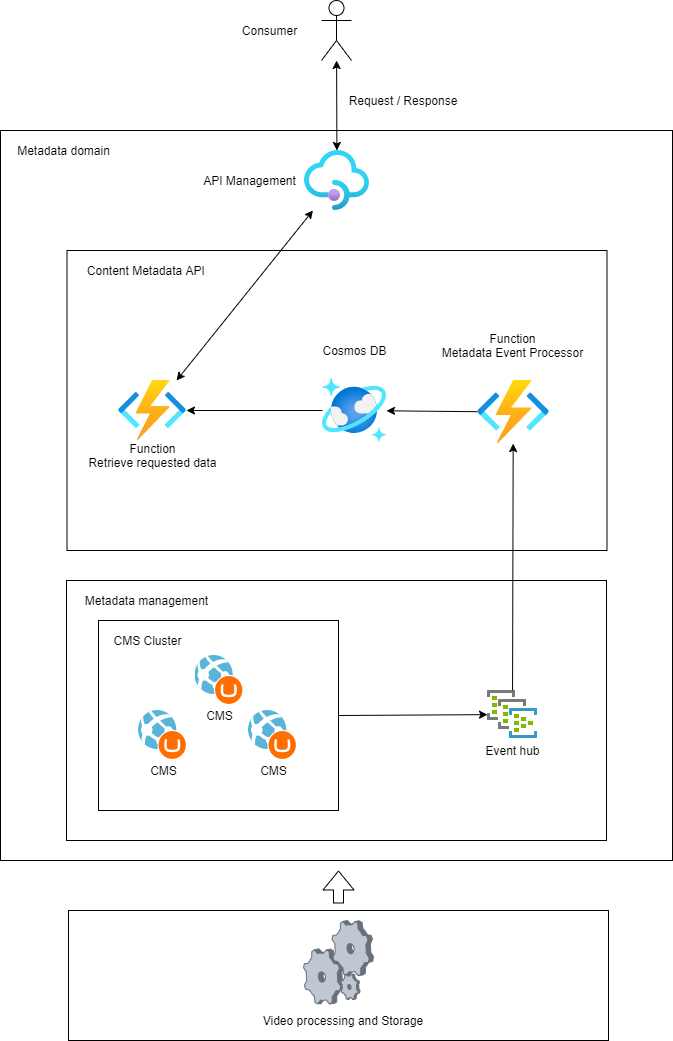 Consumer
Request / Response
Metadata domain
API Management
Content Metadata API
Cosmos DB
Function
Metadata Event Processor
Function
Retrieve requested data
Metadata management
CMS Cluster
CMS
CMS
CMS
Event hub
Video processing and Storage